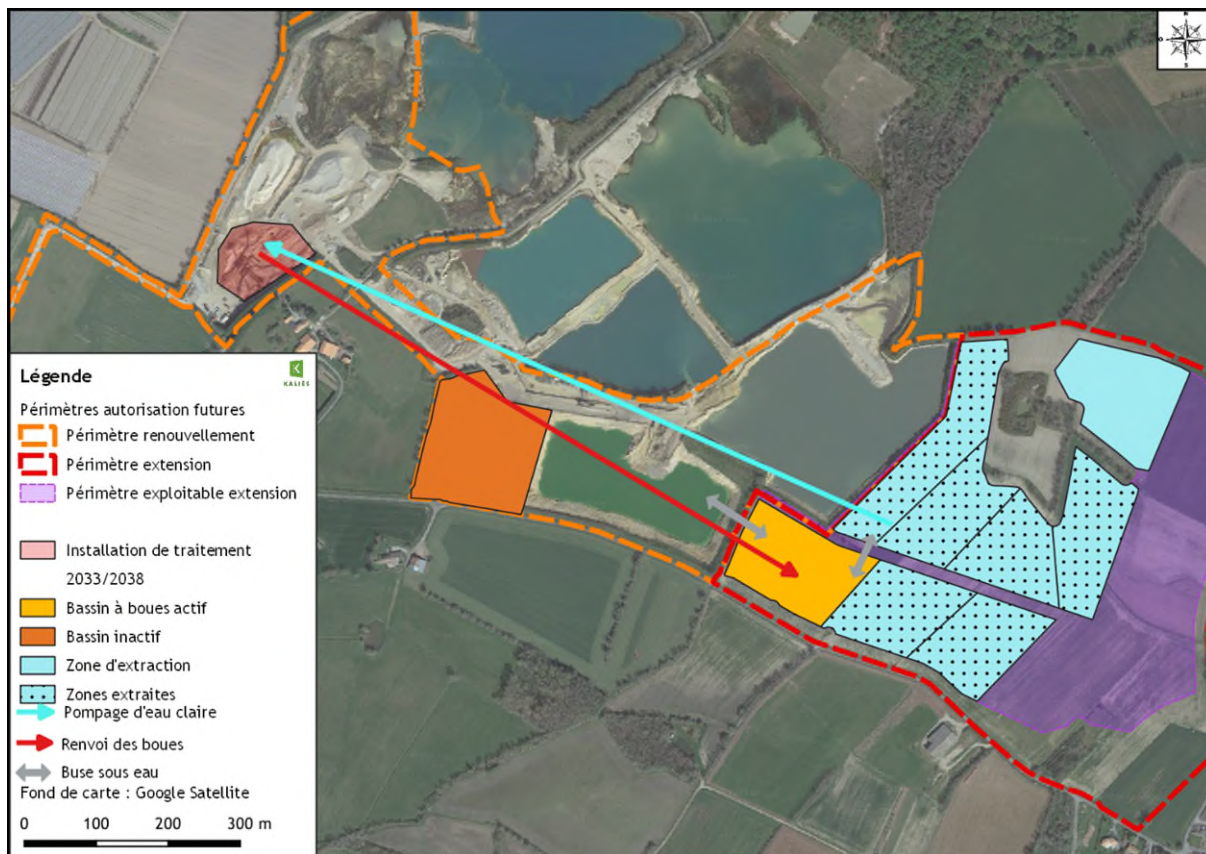 N
O
S
Légende
KALIÈS
Périmètres autorisation futures
Périmètre renouvellement
Périmètre extension
Périmètre exploitable extension
Installation de traitement
2033/2038
Bassin à boues actif
Bassin inactif
Zone d'extraction
Zones extraites
Pompage d'eau claire
Renvoi des boues
Buse sous eau
Fond de carte : Google Satellite
0 100 200 300 m